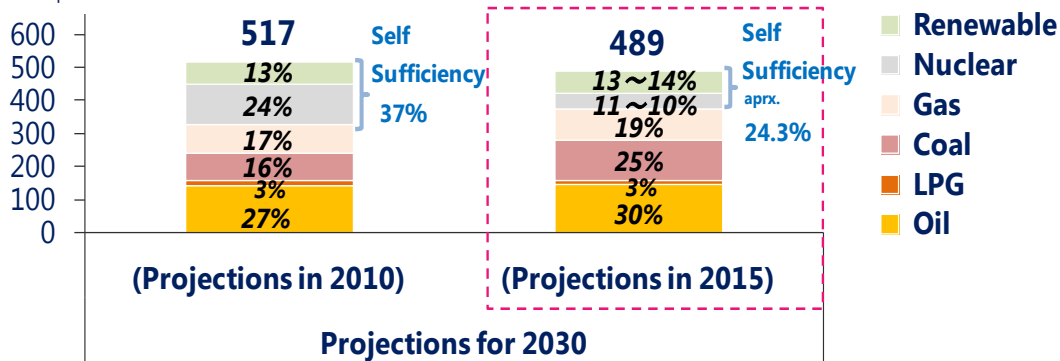 600
500
400
300
200
100
0
517
13%
24%
17%
16%
3%
27%
Self
Sufficiency
37%
489
13～14%
11～10%
19%
25%
3%
30%
Self
Sufficiency
aprx.
24.3%
Renewable
Nuclear
Gas
Coal
LPG
Oil
(Projections in 2010)
(Projections in 2015)
Projections for 2030